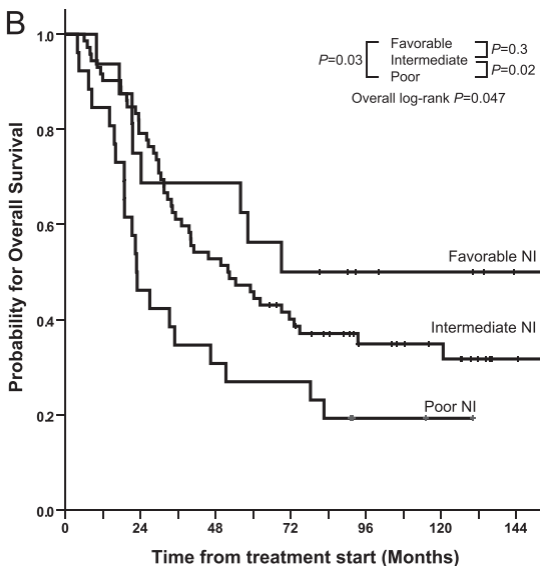 B
1.0
0.8
0.6
0.4
0.2
0.0
Probability for Overall Survival
Favorable
Intermediate
Poor
P=0.03
P=0.3
P=0.02
Overall log-rank P=0.047
Favorable NI
Intermediate NI
Poor NI
0 24 48 72 96 120 144
Time from treatment start (Months)